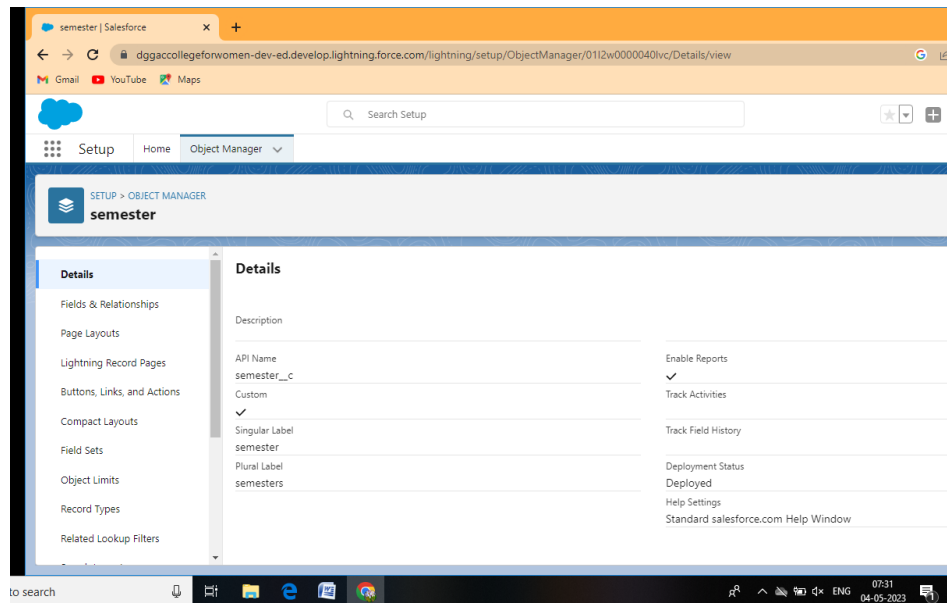 semester | Salesforce
dggaccollegeforwomen-dev-ed.develop.lightning.force.com/lightning/setup/ObjectManager/01I2w0000040lvc/Details/view
Gmail YouTube Maps
Search Setup
Setup Home Object Manager
SETUP > OBJECT MANAGER
semester
Details
Fields & Relationships
Page Layouts
Lightning Record Pages
Buttons, Links, and Actions
Compact Layouts
Field Sets
Object Limits
Record Types
Related Lookup Filters
Details
Description
API Name
semester__c
Custom
Singular Label
semester
Plural Label
semesters
Enable Reports
Track Activities
Track Field History
Deployment Status
Deployed
Help Settings
Standard salesforce.com Help Window
to search
ENG
07:31
04-05-2023